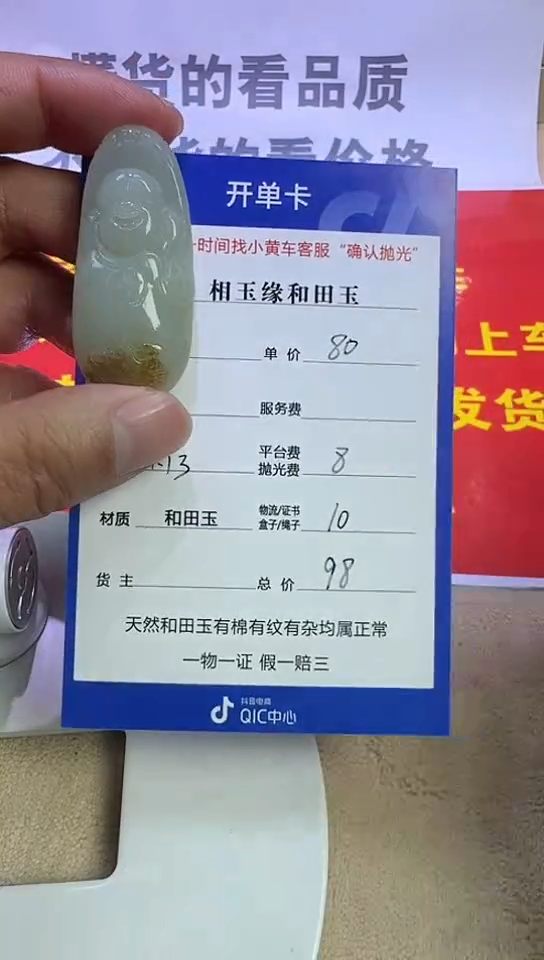 懂货的看品质
的看价格
开单卡
时间找小黄车客服“确认抛光”
相玉缘和田玉
单价 80
服务费
13 平台费
抛光费 8
材质 和田玉 物流/证书
盒子/绳子 10
货主 总价 98
天然和田玉有棉有纹有杂均属正常
一物一证 假一赔三
抖音电商
QIC中心
上车
发货